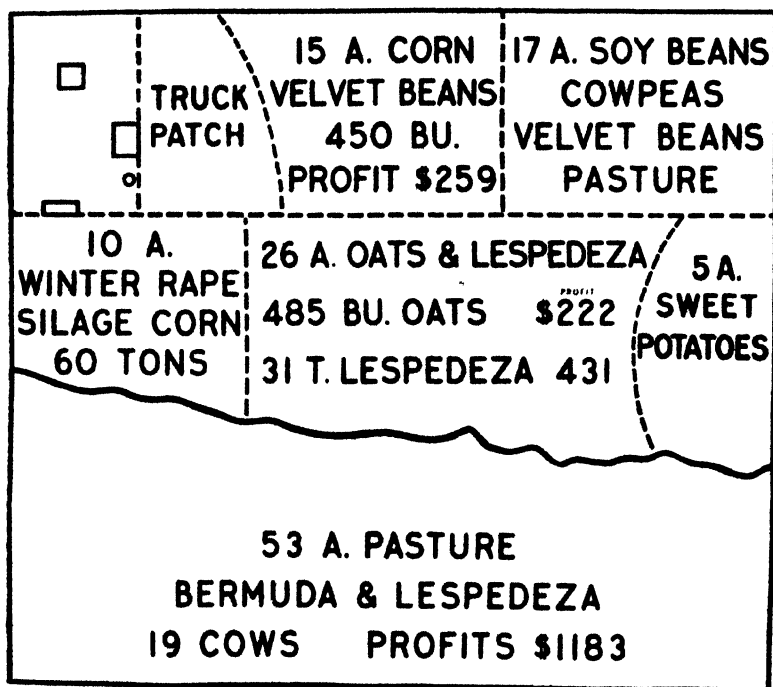 TRUCK
PATCH
15 A. CORN
VELVET BEANS
450 BU.
PROFIT $259
17 A. SOY BEANS
COWPEAS
VELVET BEANS
PASTURE
10 A.
WINTER RAPE
SILAGE CORN
60 TONS
26 A. OATS & LESPEDEZA
PROFIT
485 BU. OATS $222
31 T. LESPEDEZA 431
5 A.
SWEET
POTATOES
53 A. PASTURE
BERMUDA & LESPEDEZA
19 COWS PROFITS $1183